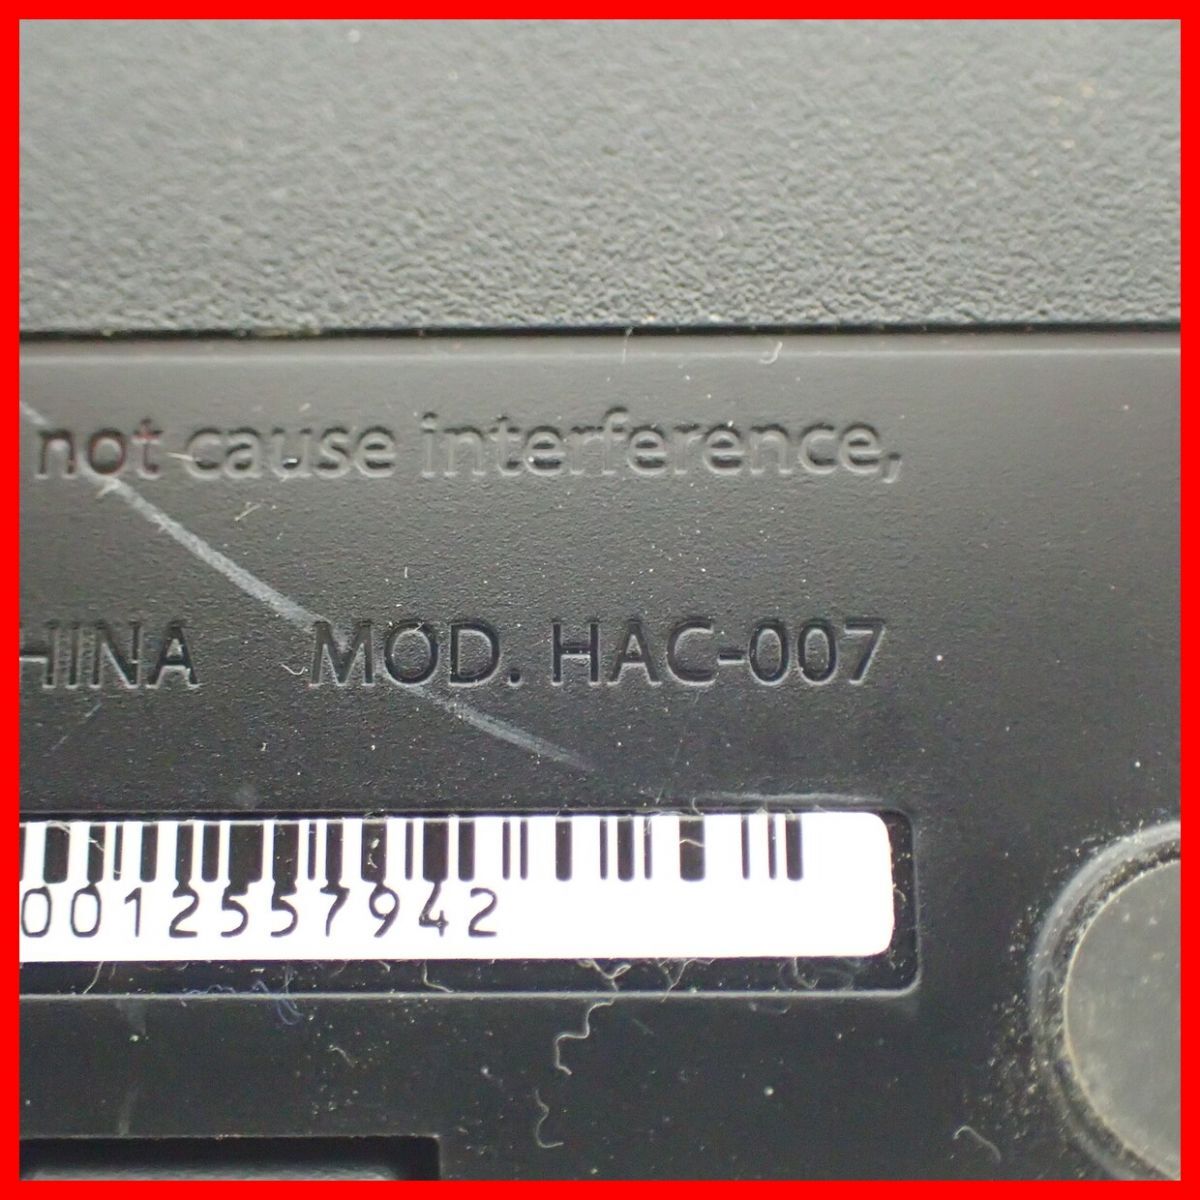 not cause interference,
HINA MOD. HAC-007
0012557942